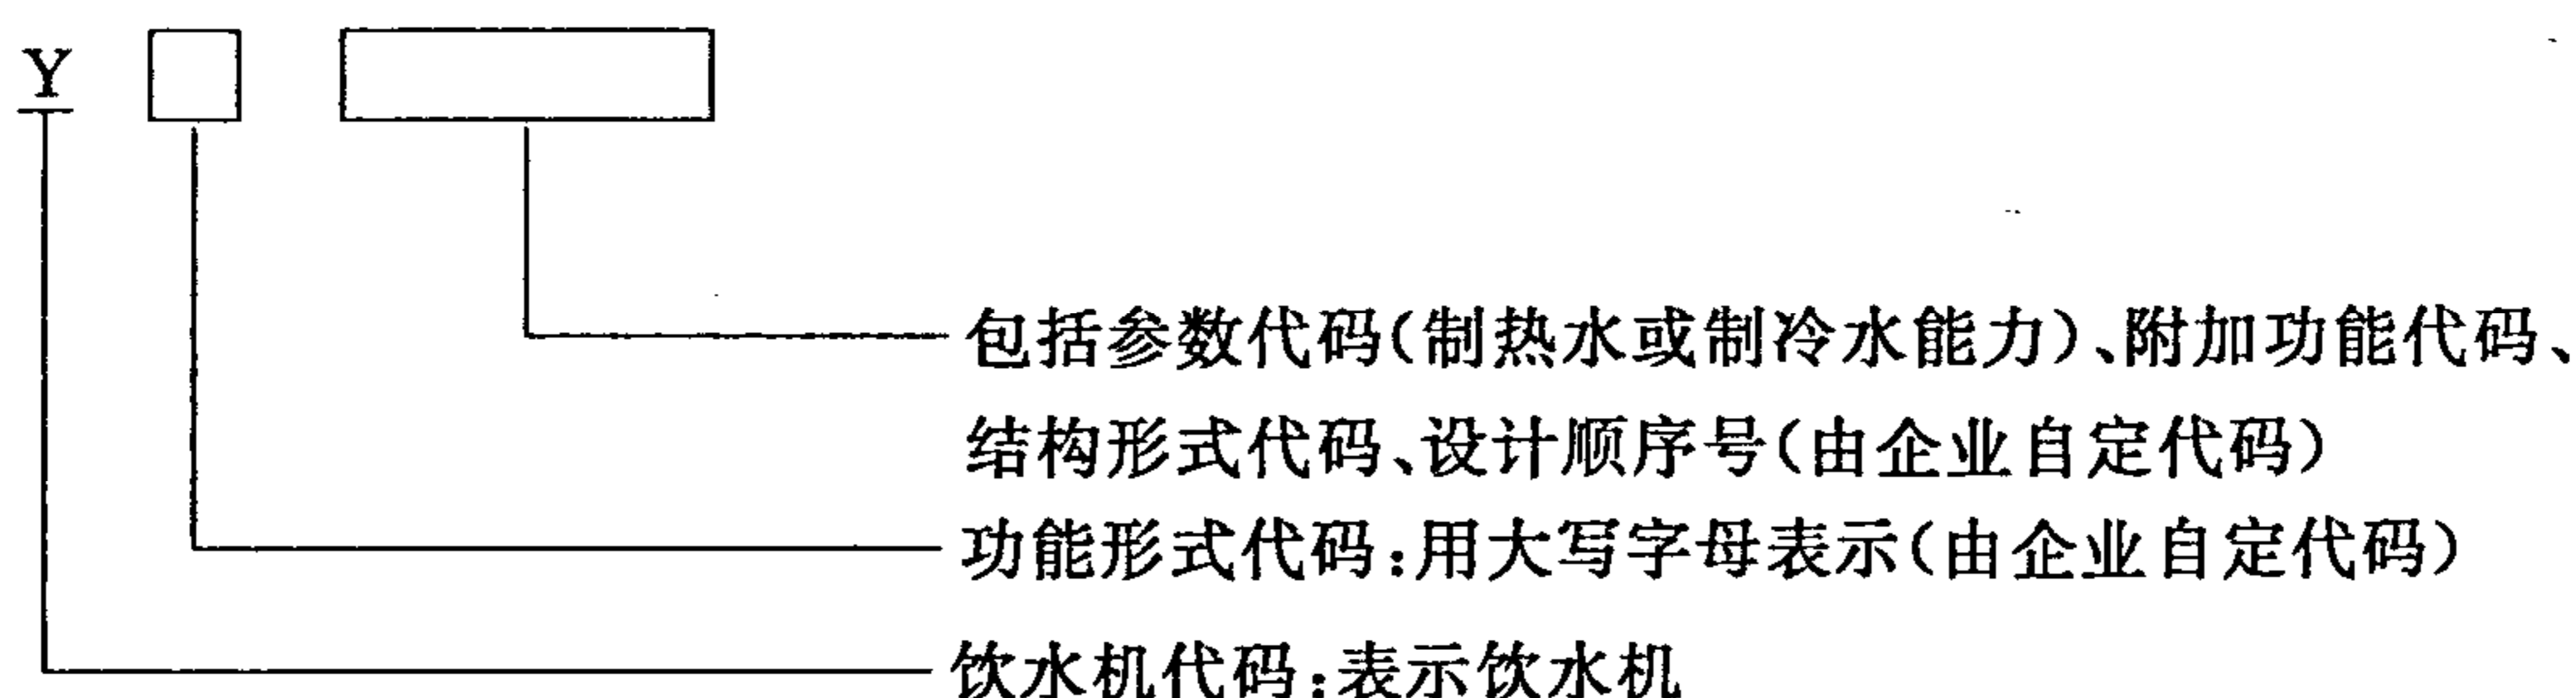 Y
包括参数代码(制热水或制冷水能力)、附加功能代码、
结构形式代码、设计顺序号(由企业自定代码)
功能形式代码:用大写字母表示(由企业自定代码)
饮水机代码:表示饮水机